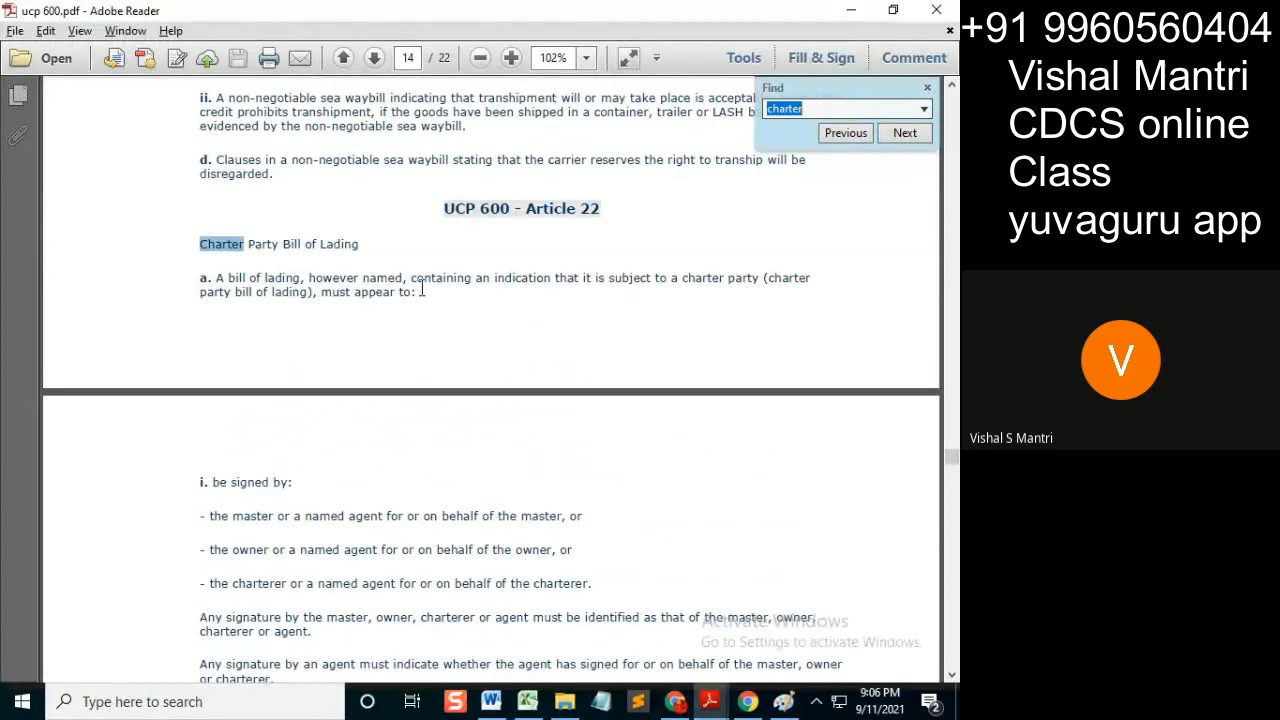 ucp 600.pdf - Adobe Reader
File Edit View Window Help
Open 14 / 22 102% Tools Fill & Sign Comment
Find
charter
Previous Next
ii. A non-negotiable sea waybill indicating that transhipment will or may take place is accepta
credit prohibits transhipment, if the goods have been shipped in a container, trailer or LASH b
evidenced by the non-negotiable sea waybill.
d. Clauses in a non-negotiable sea waybill stating that the carrier reserves the right to tranship will be
disregarded.
UCP 600 - Article 22
Charter Party Bill of Lading
a. A bill of lading, however named, containing an indication that it is subject to a charter party (charter
party bill of lading), must appear to:
i. be signed by:
- the master or a named agent for or on behalf of the master, or
- the owner or a named agent for or on behalf of the owner, or
- the charterer or a named agent for or on behalf of the charterer.
Any signature by the master, owner, charterer or agent must be identified as that of the master, owner,
charterer or agent.
Any signature by an agent must indicate whether the agent has signed for or on behalf of the master, owner
or charterer.
Activate Windows
Go to Settings to activate Windows.
Type here to search
9:06 PM
9/11/2021
2
+91 9960560404
Vishal Mantri
CDCS online
Class
yuvaguru app
V
Vishal S Mantri